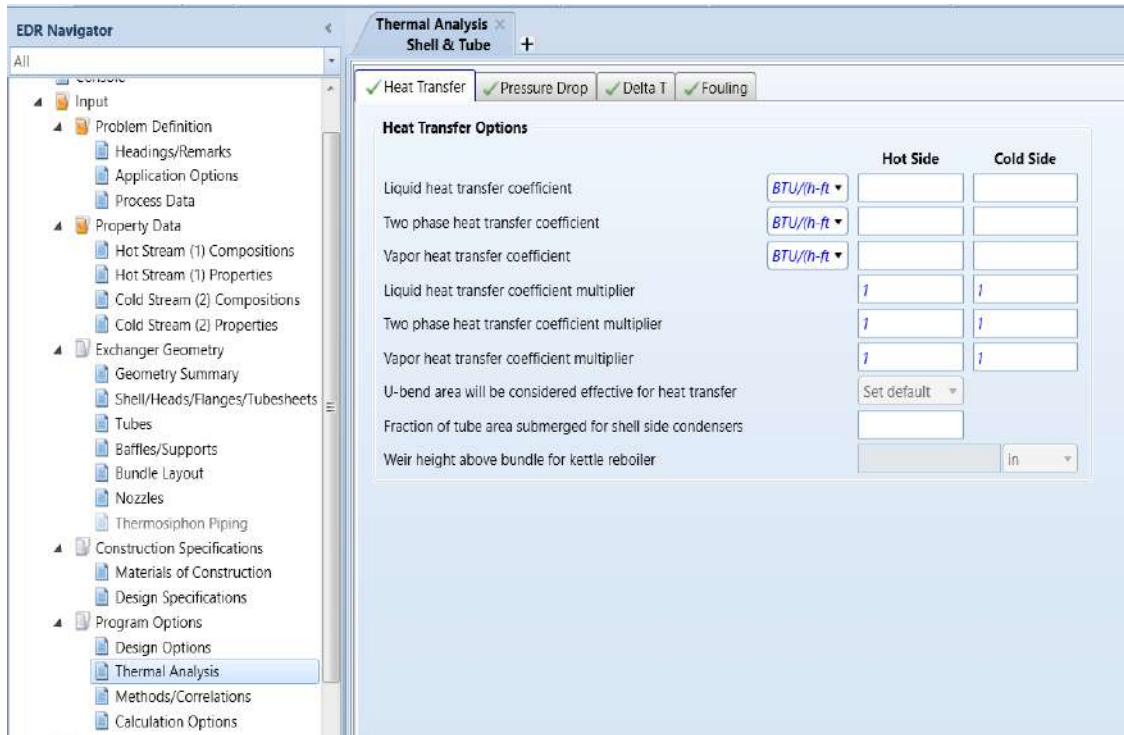 EDR Navigator
All
Console
Input
Problem Definition
Headings/Remarks
Application Options
Process Data
Property Data
Hot Stream (1) Compositions
Hot Stream (1) Properties
Cold Stream (2) Compositions
Cold Stream (2) Properties
Exchanger Geometry
Geometry Summary
Shell/Heads/Flanges/Tubesheets
Tubes
Baffles/Supports
Bundle Layout
Nozzles
Thermosiphon Piping
Construction Specifications
Materials of Construction
Design Specifications
Program Options
Design Options
Thermal Analysis
Methods/Correlations
Calculation Options
Thermal Analysis
Shell & Tube
Heat Transfer Pressure Drop Delta T Fouling
Heat Transfer Options
Hot Side Cold Side
Liquid heat transfer coefficient BTU/(h-ft
Two phase heat transfer coefficient BTU/(h-ft
Vapor heat transfer coefficient BTU/(h-ft
Liquid heat transfer coefficient multiplier 1 1
Two phase heat transfer coefficient multiplier 1 1
Vapor heat transfer coefficient multiplier 1 1
U-bend area will be considered effective for heat transfer Set default
Fraction of tube area submerged for shell side condensers
Weir height above bundle for kettle reboiler in